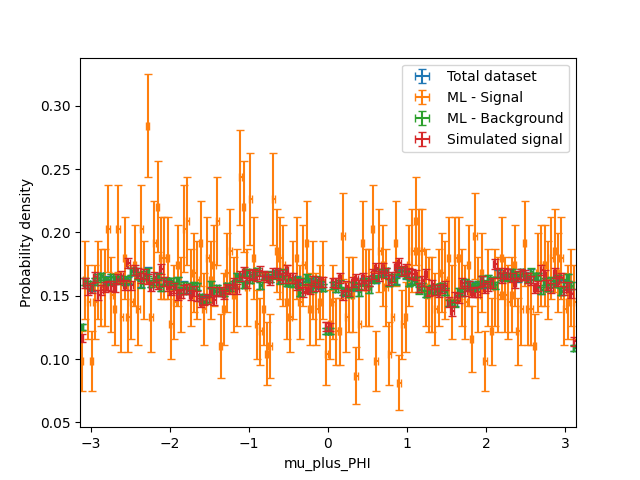 Total dataset
ML - Signal
ML - Background
Simulated signal
Probability density
0.30
0.25
0.20
0.15
0.10
0.05
−3
−2
−1
0
1
2
3
mu_plus_PHI